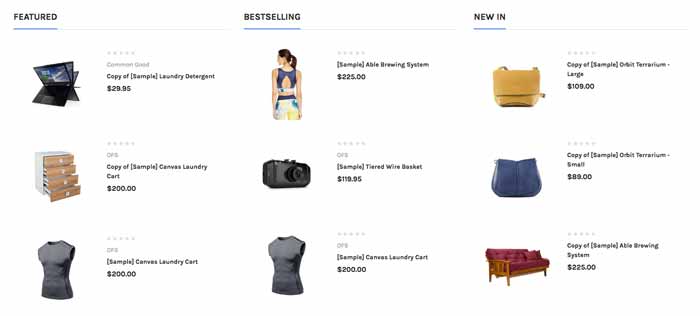 FEATURED
Common Good
Copy of [Sample] Laundry Detergent
$29.95
OFS
Copy of [Sample] Canvas Laundry
Cart
$200.00
OFS
[Sample] Canvas Laundry Cart
$200.00
BESTSELLING
[Sample] Able Brewing System
$225.00
OFS
[Sample] Tiered Wire Basket
$119.95
OFS
[Sample] Canvas Laundry Cart
$200.00
NEW IN
Copy of [Sample] Orbit Terrarium -
Large
$109.00
Copy of [Sample] Orbit Terrarium -
Small
$89.00
Copy of [Sample] Able Brewing
System
$225.00